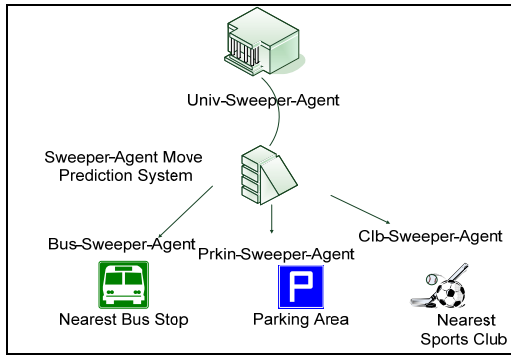 Univ-Sweeper-Agent
Sweeper-Agent Move
Prediction System
Bus-Sweeper-Agent
Prkin-Sweeper-Agent
Clb-Sweeper-Agent
P
Nearest Bus Stop
Parking Area
Nearest
Sports Club